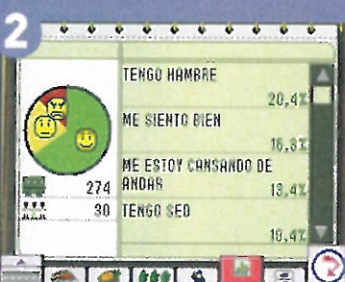 2
TENGO HAMBRE
20,4%
ME SIENTO BIEN
16,8%
ME ESTOY CANSANDO DE
ANDAR
274
13,4%
30
TENGO SED
10,4%